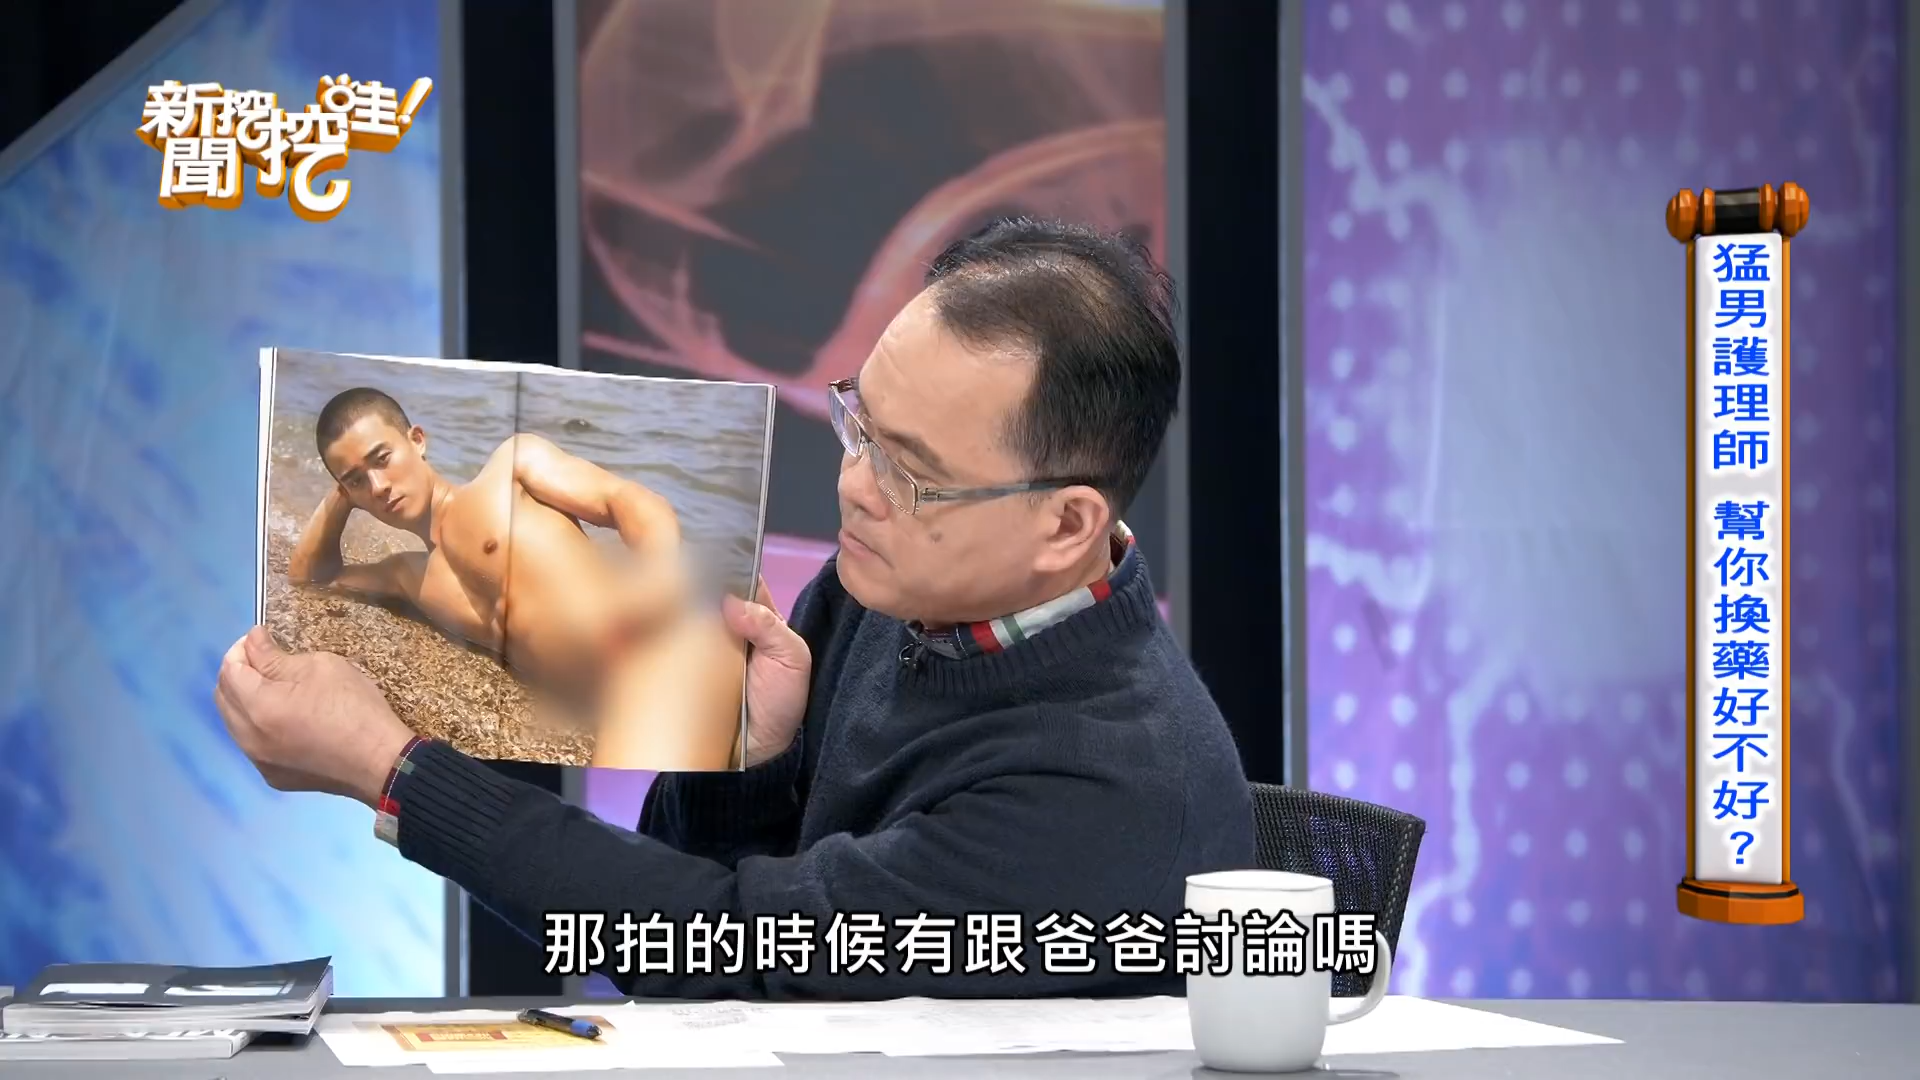 新聞挖挖哇!
猛男護理師 幫你換藥好不好?
那拍的時候有跟爸爸討論嗎